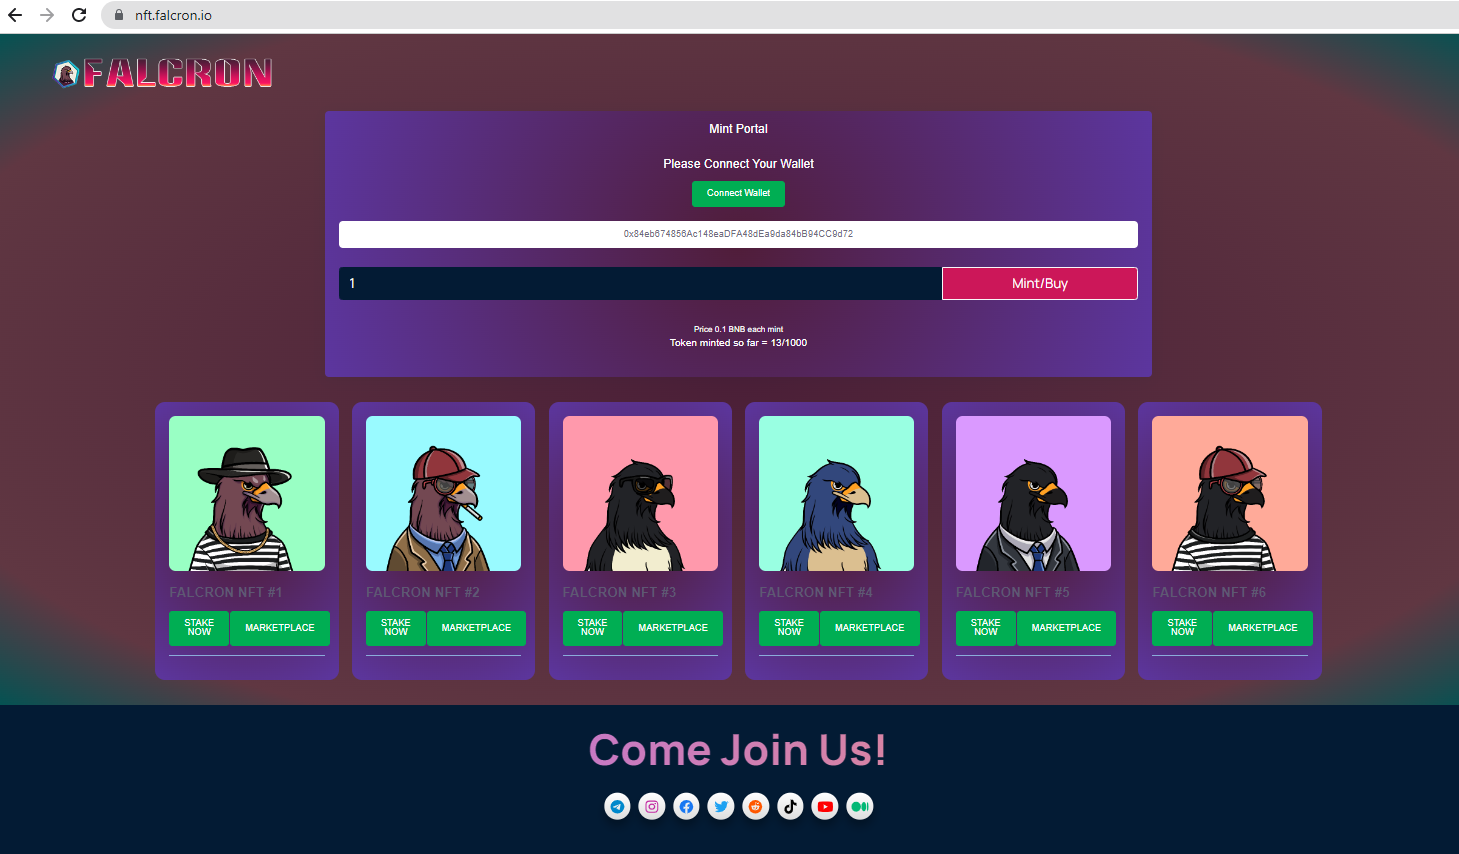 nft.falcron.io
FALCRON
Mint Portal
Please Connect Your Wallet
Connect Wallet
0x84eb674856Ac148eaDFA48dEa9da84bB94CC9d72
1
Mint/Buy
Price 0.1 BNB each mint
Token minted so far = 13/1000
FALCRON NFT #1
STAKE
NOW
MARKETPLACE
FALCRON NFT #2
STAKE
NOW
MARKETPLACE
FALCRON NFT #3
STAKE
NOW
MARKETPLACE
FALCRON NFT #4
STAKE
NOW
MARKETPLACE
FALCRON NFT #5
STAKE
NOW
MARKETPLACE
FALCRON NFT #6
STAKE
NOW
MARKETPLACE
Come Join Us!